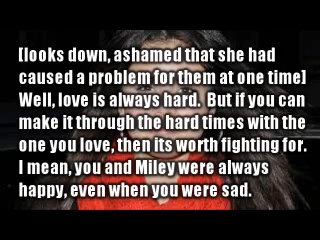 [looks down, ashamed that she had
caused a problem for them at one time]
Well, love is always hard.  But if you can
make it through the hard times with the
one you love, then its worth fighting for.
I mean, you and Miley were always
happy, even when you were sad.